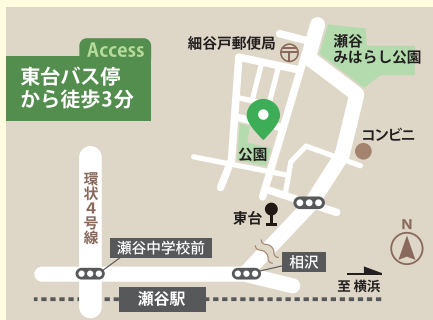 Access
東台バス停
から徒歩3分
細谷戸郵便局
瀬谷
みはらし公園
公園
コンビニ
環状4号線
東台
瀬谷中学校前
相沢
N
至 横浜
瀬谷駅